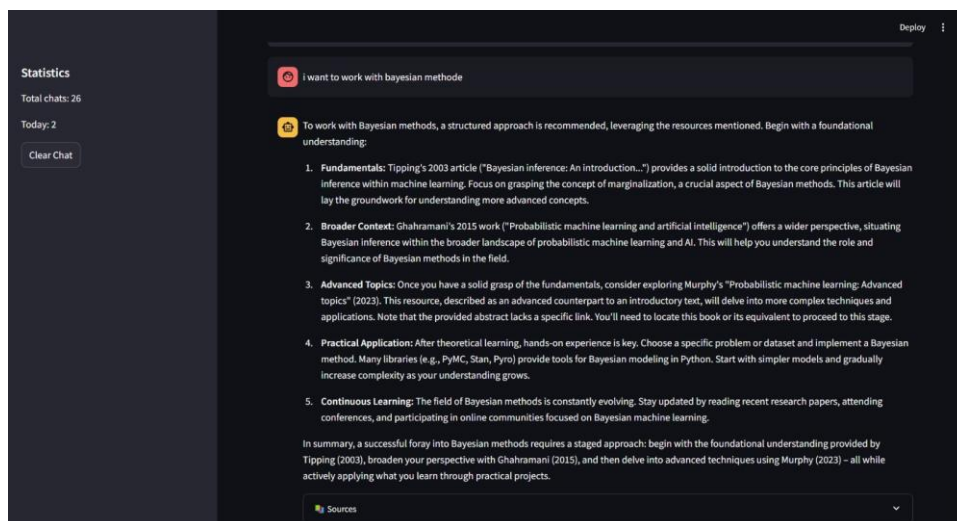 Deploy
Statistics
Total chats: 26
Today: 2
Clear Chat
i want to work with bayesian methode
To work with Bayesian methods, a structured approach is recommended, leveraging the resources mentioned. Begin with a foundational
understanding:
1. Fundamentals: Tipping's 2003 article ("Bayesian inference: An introduction...") provides a solid introduction to the core principles of Bayesian
inference within machine learning. Focus on grasping the concept of marginalization, a crucial aspect of Bayesian methods. This article will
lay the groundwork for understanding more advanced concepts.
2. Broader Context: Ghahramani's 2015 work ("Probabilistic machine learning and artificial intelligence") offers a wider perspective, situating
Bayesian inference within the broader landscape of probabilistic machine learning and AI. This will help you understand the role and
significance of Bayesian methods in the field.
3. Advanced Topics: Once you have a solid grasp of the fundamentals, consider exploring Murphy's "Probabilistic machine learning: Advanced
topics" (2023). This resource, described as an advanced counterpart to an introductory text, will delve into more complex techniques and
applications. Note that the provided abstract lacks a specific link. You'll need to locate this book or its equivalent to proceed to this stage.
4. Practical Application: After theoretical learning, hands-on experience is key. Choose a specific problem or dataset and implement a Bayesian
method. Many libraries (e.g., PyMC, Stan, Pyro) provide tools for Bayesian modeling in Python. Start with simpler models and gradually
increase complexity as your understanding grows.
5. Continuous Learning: The field of Bayesian methods is constantly evolving. Stay updated by reading recent research papers, attending
conferences, and participating in online communities focused on Bayesian machine learning.
In summary, a successful foray into Bayesian methods requires a staged approach: begin with the foundational understanding provided by
Tipping (2003), broaden your perspective with Ghahramani (2015), and then delve into advanced techniques using Murphy (2023) – all while
actively applying what you learn through practical projects.
Sources